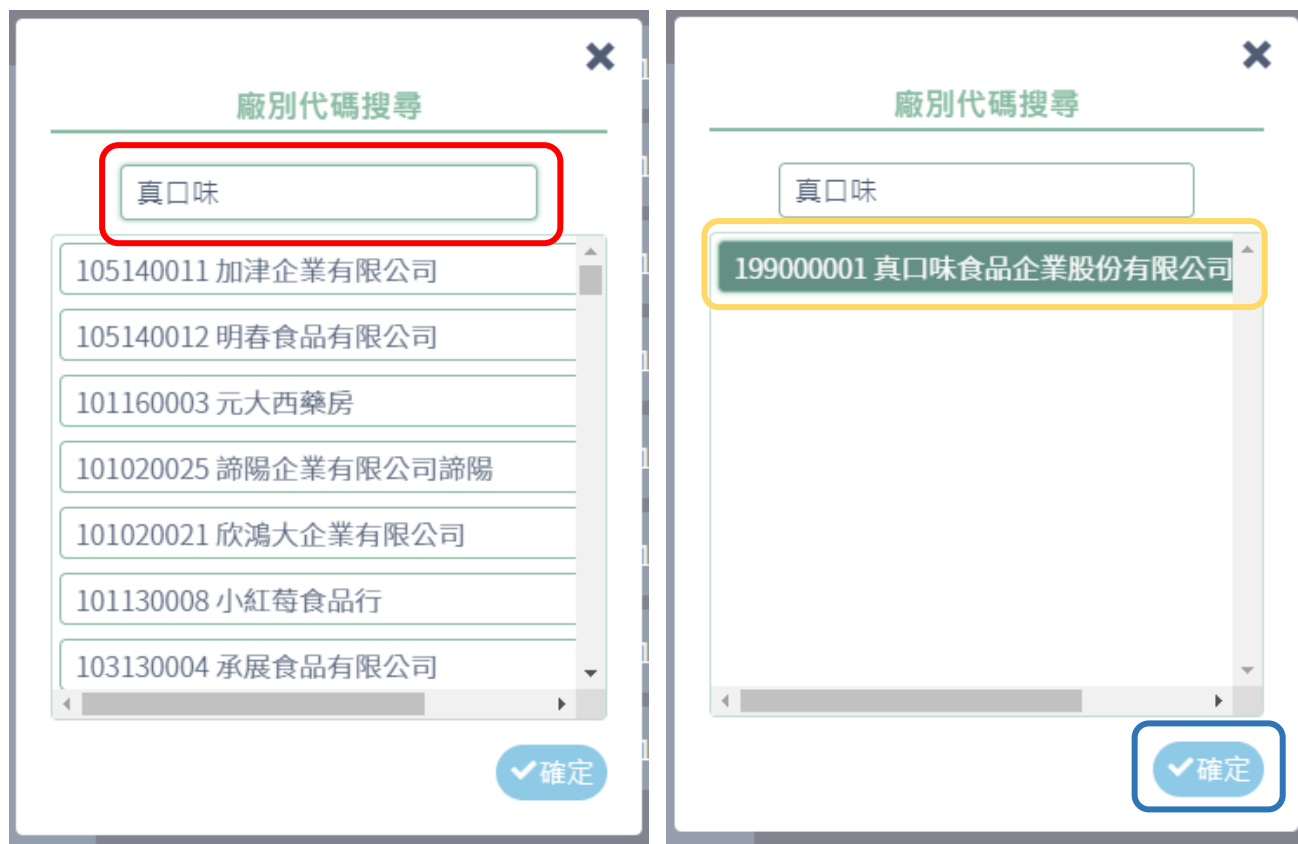 廠別代碼搜尋
真口味
105140011 加津企業有限公司
105140012 明春食品有限公司
101160003 元大西藥房
101020025 諦陽企業有限公司諦陽
101020021 欣鴻大企業有限公司
101130008 小紅莓食品行
103130004 承展食品有限公司
確定
廠別代碼搜尋
真口味
199000001 真口味食品企業股份有限公司
確定